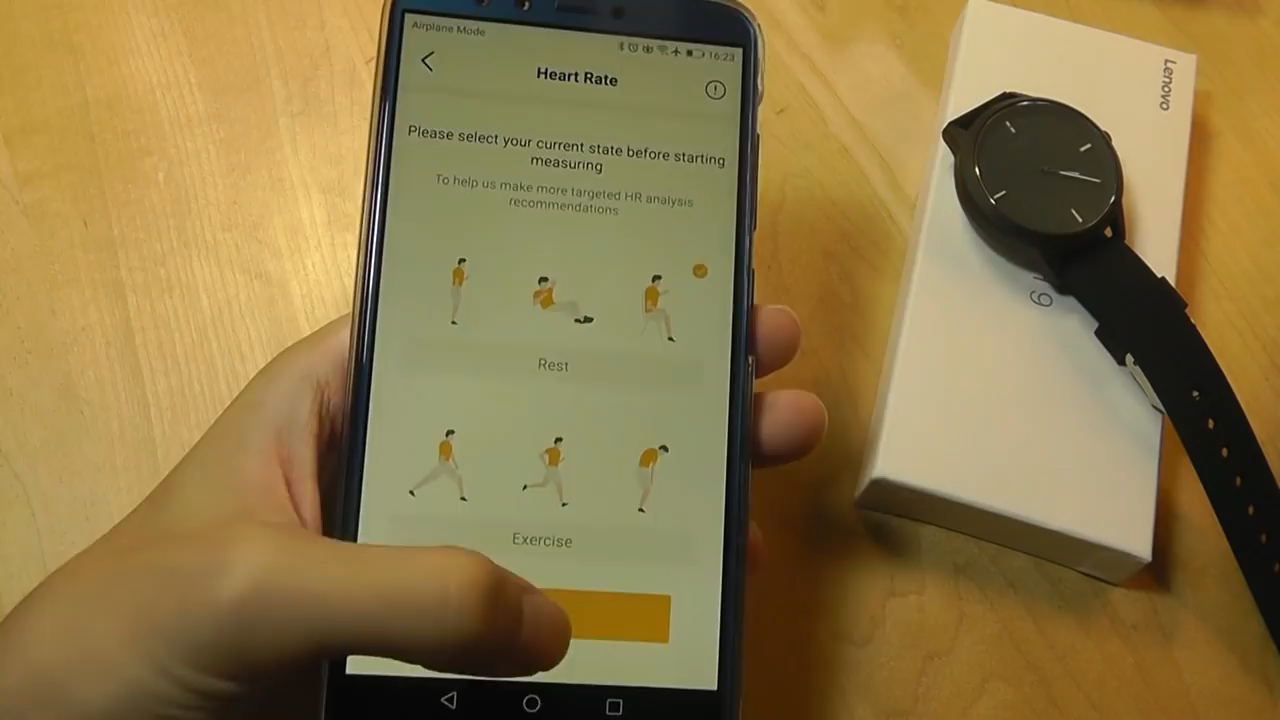 Airplane Mode
16:23
Heart Rate
Please select your current state before starting
measuring
To help us make more targeted HR analysis
recommendations
Rest
Exercise
Lenovo
9